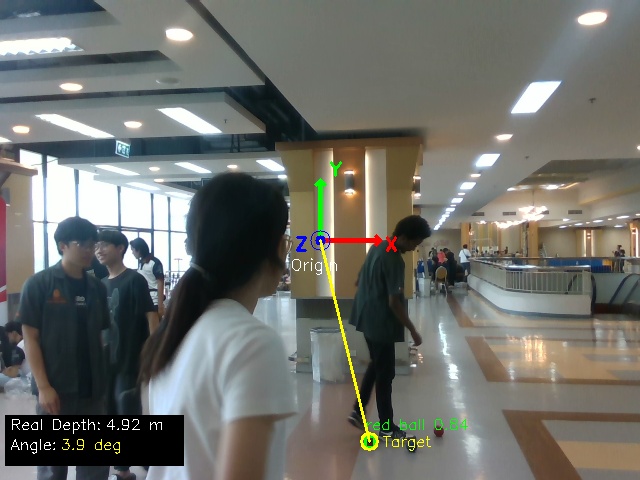 Y
Z
X
Origin
red ball 0.84
Target
Real Depth: 4.92 m
Angle: 3.9 deg